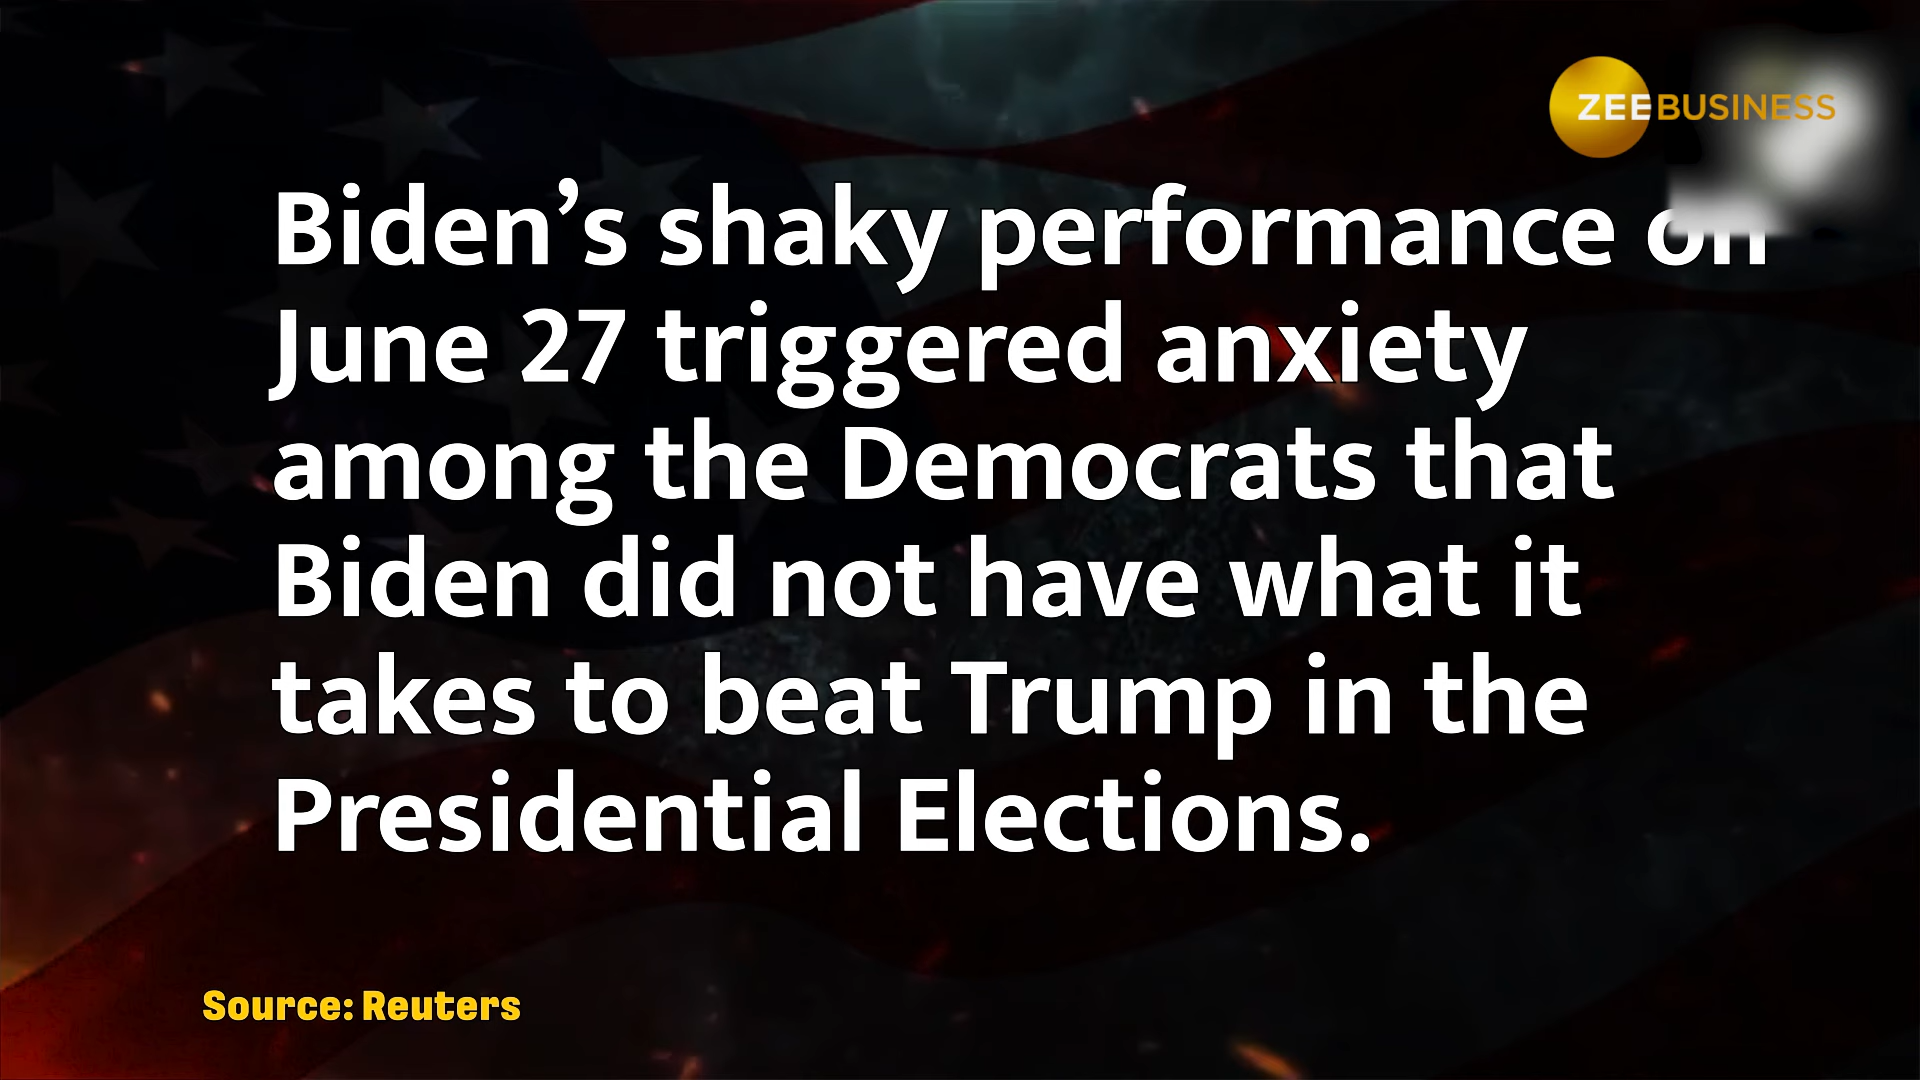 ZEEBUSINESS
Biden’s shaky performance on
June 27 triggered anxiety
among the Democrats that
Biden did not have what it
takes to beat Trump in the
Presidential Elections.
Source: Reuters